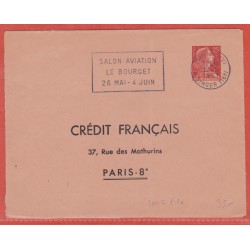 SALON AVIATION
LE BOURGET
26 MAI - 4 JUIN
CRÉDIT FRANÇAIS
37, Rue des Mathurins
PARIS-8e